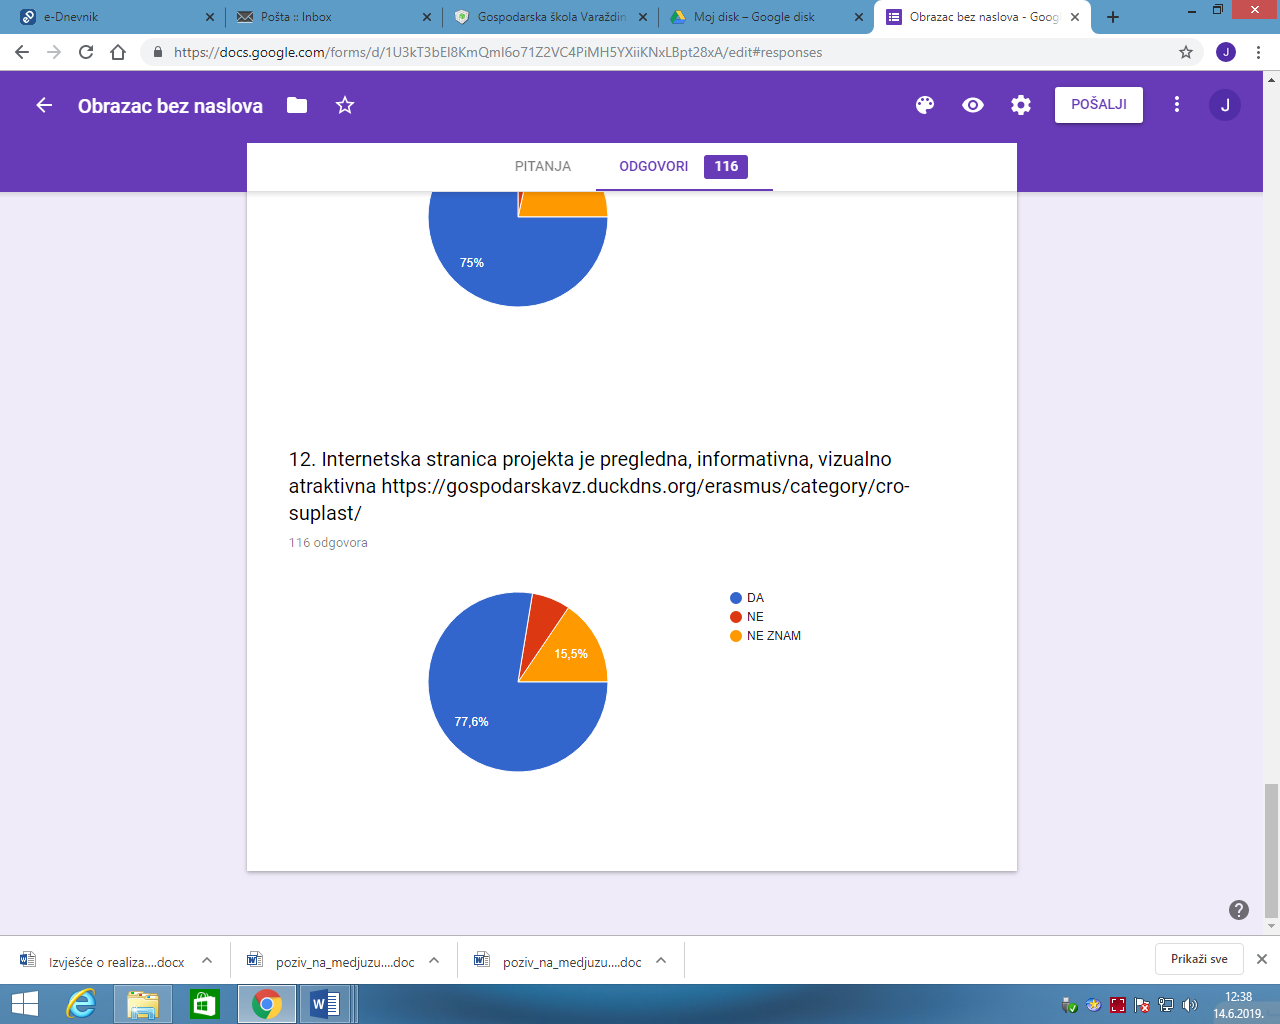 e-Dnevnik
Pošta :: Inbox
Gospodarska škola Varaždin
Moj disk – Google disk
Obrazac bez naslova - Goog
https://docs.google.com/forms/d/1U3kT3bEl8KmQmI6o71Z2VC4PiMH5YXiiKNxLBpt28xA/edit#responses
J
Obrazac bez naslova
POŠALJI
J
PITANJA
ODGOVORI
116
75%
12. Internetska stranica projekta je pregledna, informativna, vizualno
atraktivna https://gospodarskavz.duckdns.org/erasmus/category/cro-
suplast/
116 odgovora
DA
NE
NE ZNAM
15,5%
77,6%
Izvješće o realiza....docx
poziv_na_medjuzu....doc
poziv_na_medjuzu....doc
Prikaži sve
12:38
14.6.2019.